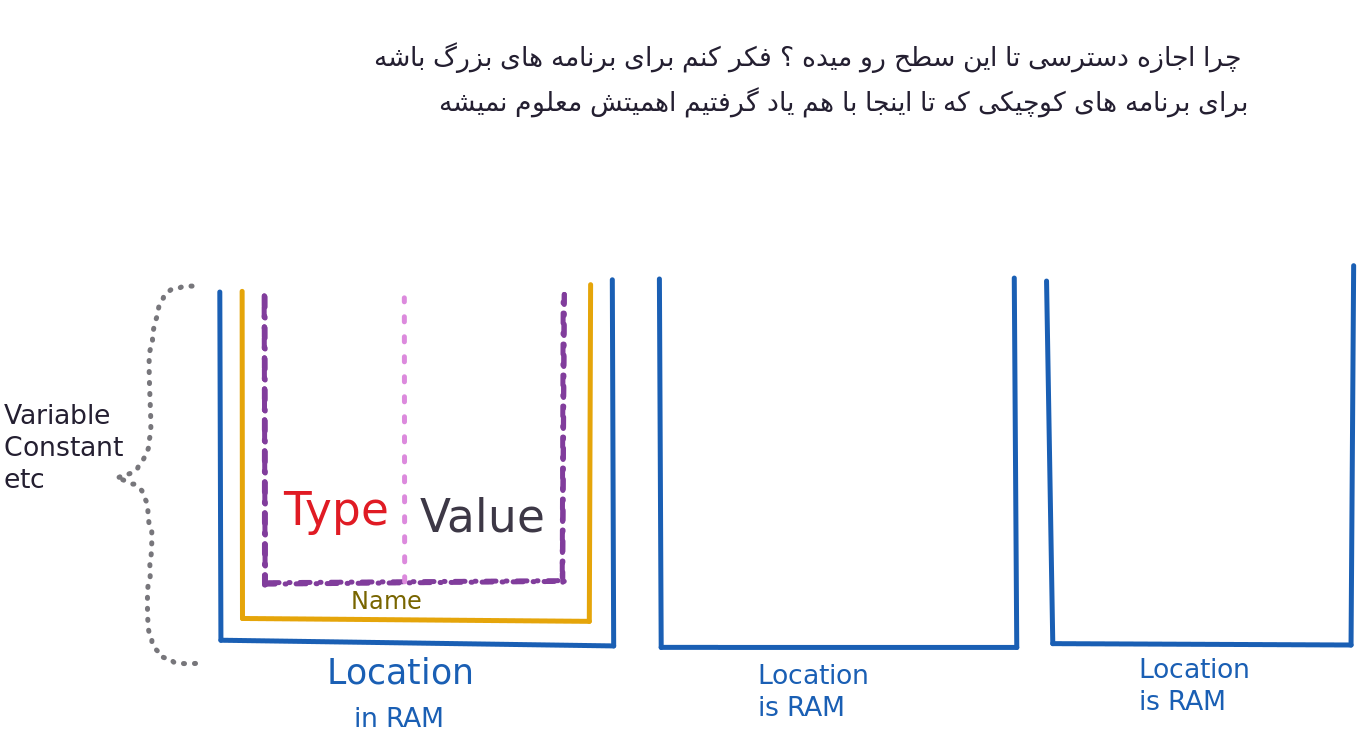 چرا اجازه دسترسی تا این سطح رو میده ؟ فکر کنم برای برنامه های بزرگ باشه
برای برنامه های کوچیکی که تا اینجا با هم یاد گرفتیم اهمیتش معلوم نمیشه
Variable
Constant
etc
Type
Value
Name
Location
in RAM
Location
is RAM
Location
is RAM